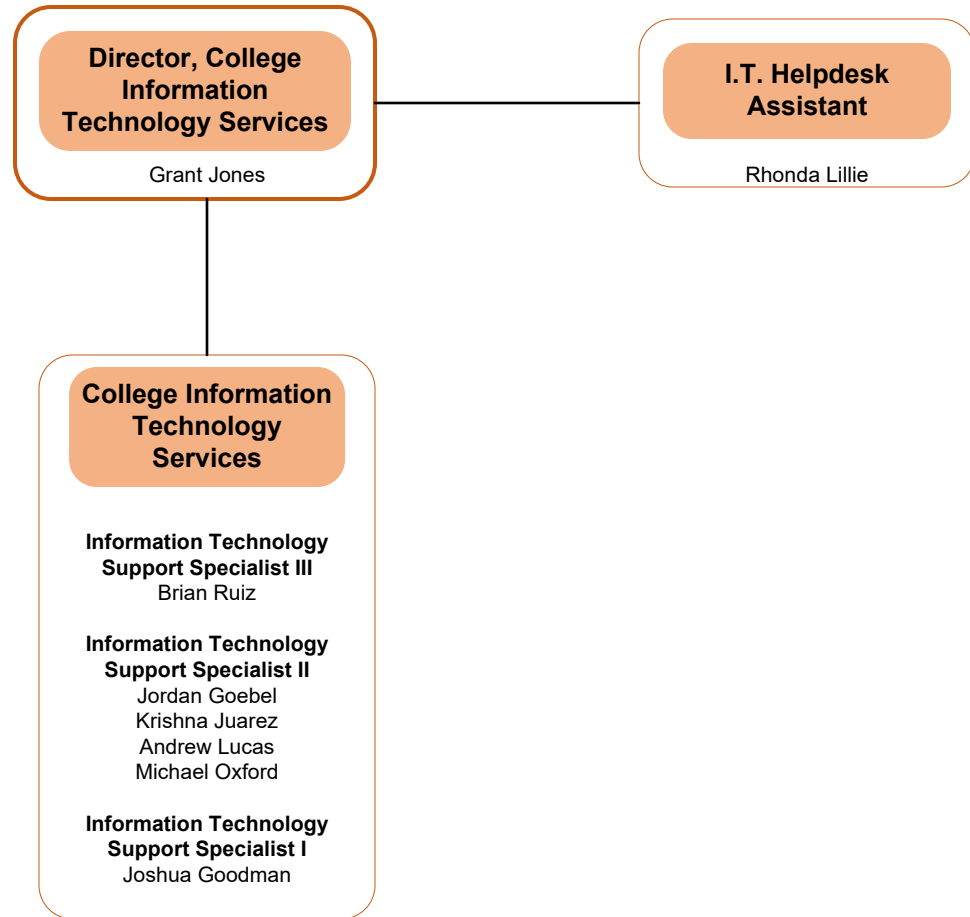 Director, College
Information
Technology Services
Grant Jones
I.T. Helpdesk
Assistant
Rhonda Lillie
College Information
Technology
Services
Information Technology
Support Specialist III
Brian Ruiz
Information Technology
Support Specialist II
Jordan Goebel
Krishna Juarez
Andrew Lucas
Michael Oxford
Information Technology
Support Specialist I
Joshua Goodman